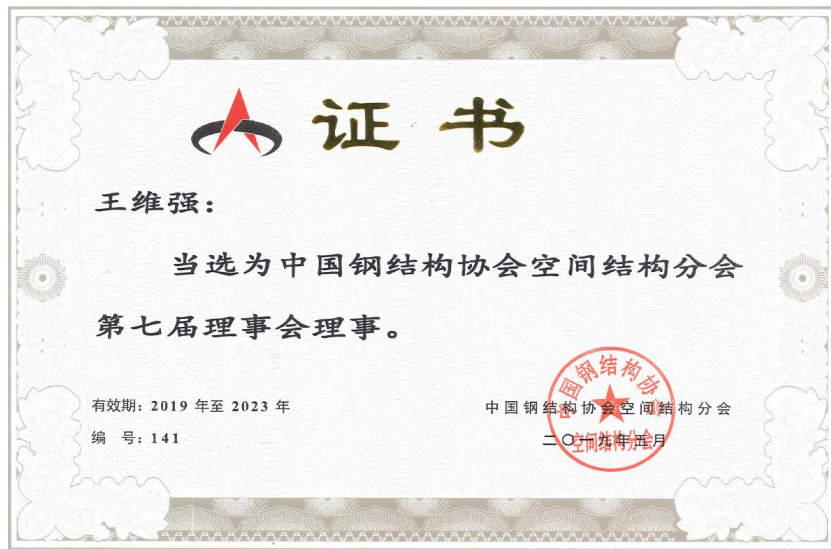 证书
王维强：
当选为中国钢结构协会空间结构分会
第七届理事会理事。
有效期：2019 年至 2023 年
编 号：141
中国钢结构协会空间结构分会
二〇一九年五月
中国钢结构协会
空间结构分会